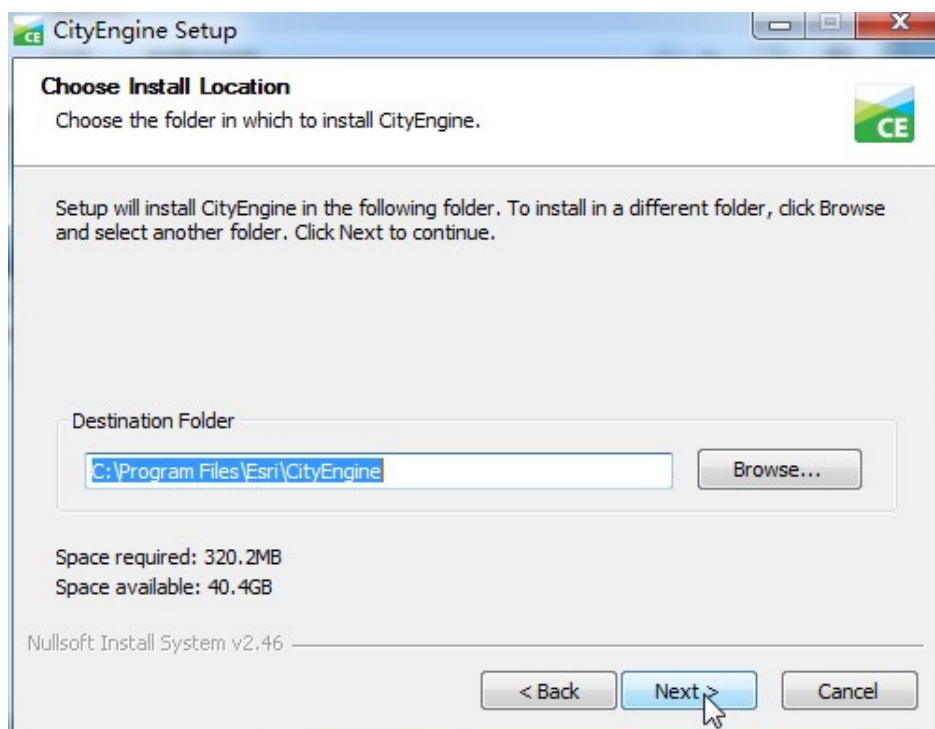 CE CityEngine Setup
Choose Install Location
Choose the folder in which to install CityEngine.
CE
Setup will install CityEngine in the following folder. To install in a different folder, click Browse
and select another folder. Click Next to continue.
Destination Folder
C:\Program Files\Esri\CityEngine
Browse...
Space required: 320.2MB
Space available: 40.4GB
Nullsoft Install System v2.46
< Back Next > Cancel